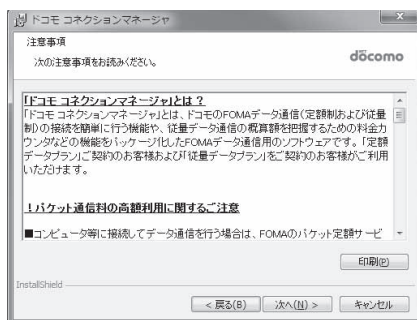 ドコモ コネクションマネージャ
注意事項
次の注意事項をお読みください。
döcomo
「ドコモ コネクションマネージャ」とは？
「ドコモ コネクションマネージャ」とは、ドコモのFOMAデータ通信(定額制および従量
制)の接続を簡単に行う機能や、従量データ通信の概算額を把握するための料金カ
ウンタなどの機能をパッケージ化したFOMAデータ通信用のソフトウェアです。「定額
データプラン」ご契約のお客様および「従量データプラン」をご契約のお客様がご利用
いただけます。
！パケット通信料の高額利用に関するご注意
■コンピュータ等に接続してデータ通信を行う場合は、FOMAのパケット定額サービ
印刷(P)
InstallShield
< 戻る(B)
次へ(N) >
キャンセル